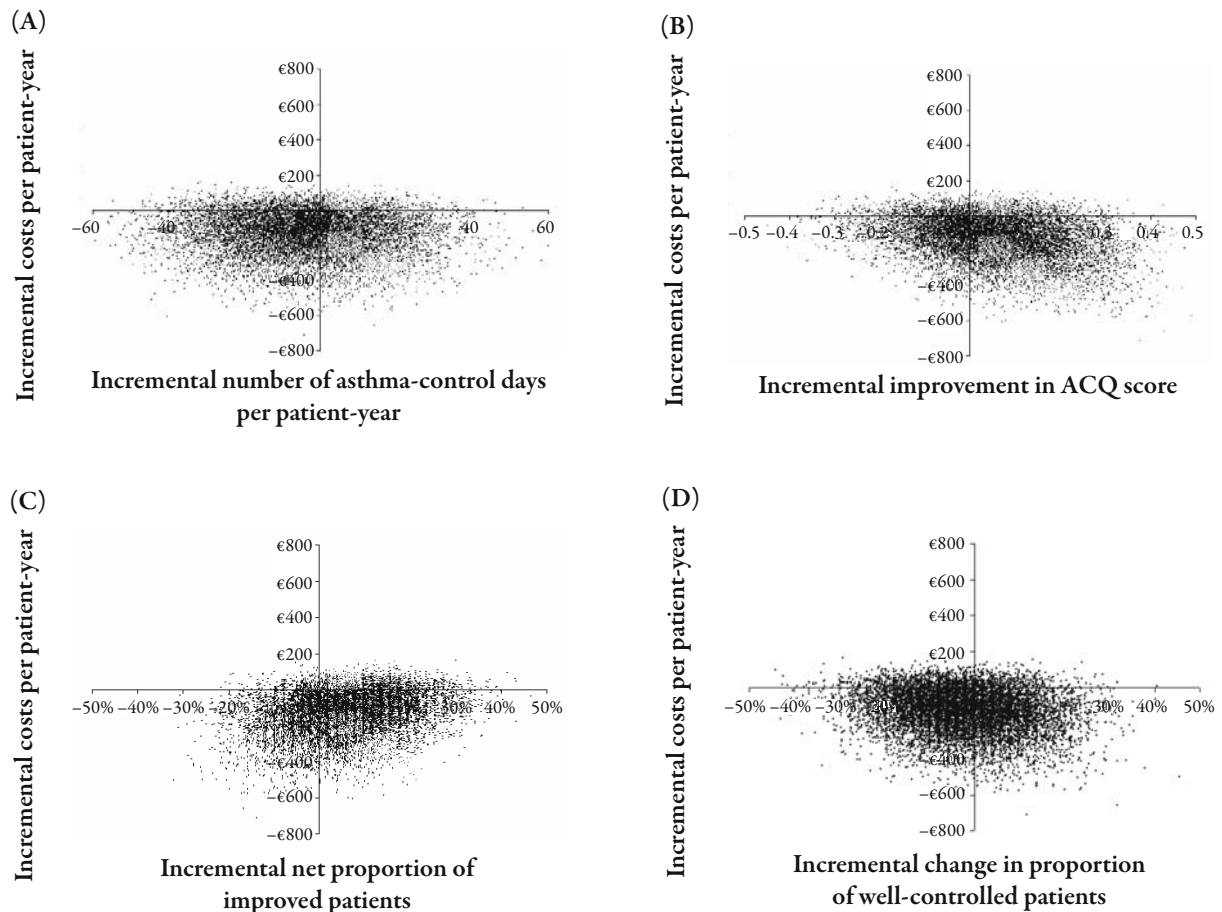 (A)
Incremental costs per patient-year
€800
€600
€400
€200
−60 −40 40 60
−€400
−€600
−€800
Incremental number of asthma-control days
per patient-year
(B)
Incremental costs per patient-year
€800
€600
€400
€200
−0.5 −0.4 −0.3 −0.2 0.3 0.4 0.5
−€400
−€600
−€800
Incremental improvement in ACQ score
(C)
Incremental costs per patient-year
€800
€600
€400
€200
−50% −40% −30% −20% 30% 40% 50%
−€400
−€600
−€800
Incremental net proportion of
improved patients
(D)
Incremental costs per patient-year
€800
€600
€400
€200
−50% −40% −30% 30% 40% 50%
−€400
−€600
−€800
Incremental change in proportion
of well-controlled patients